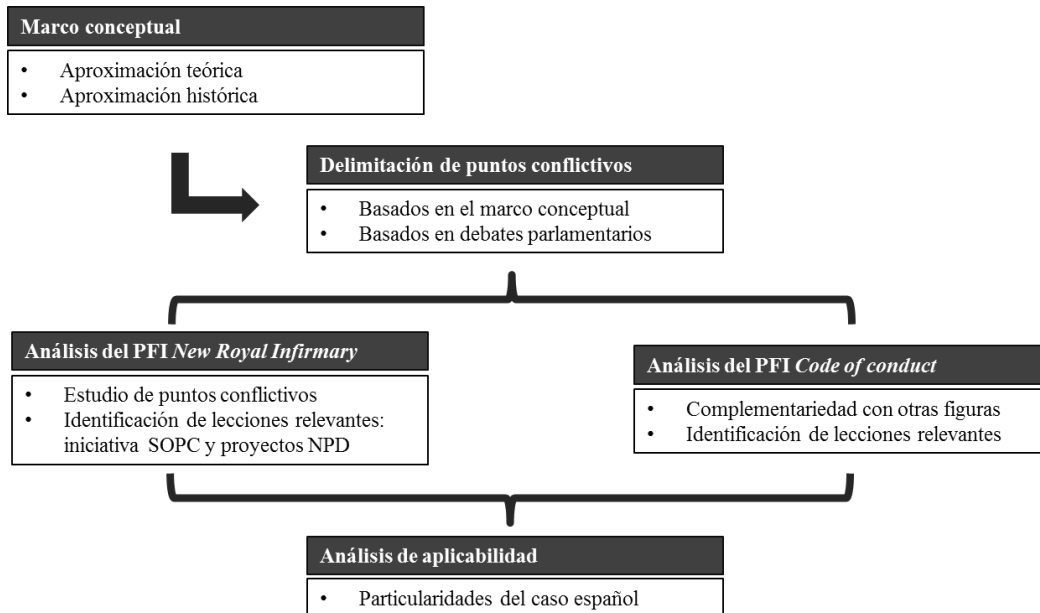 Marco conceptual
• Aproximación teórica
• Aproximación histórica
Delimitación de puntos conflictivos
• Basados en el marco conceptual
• Basados en debates parlamentarios
Análisis del PFI New Royal Infirmary
• Estudio de puntos conflictivos
• Identificación de lecciones relevantes:
iniciativa SOPC y proyectos NPD
Análisis del PFI Code of conduct
• Complementariedad con otras figuras
• Identificación de lecciones relevantes
Análisis de aplicabilidad
• Particularidades del caso español